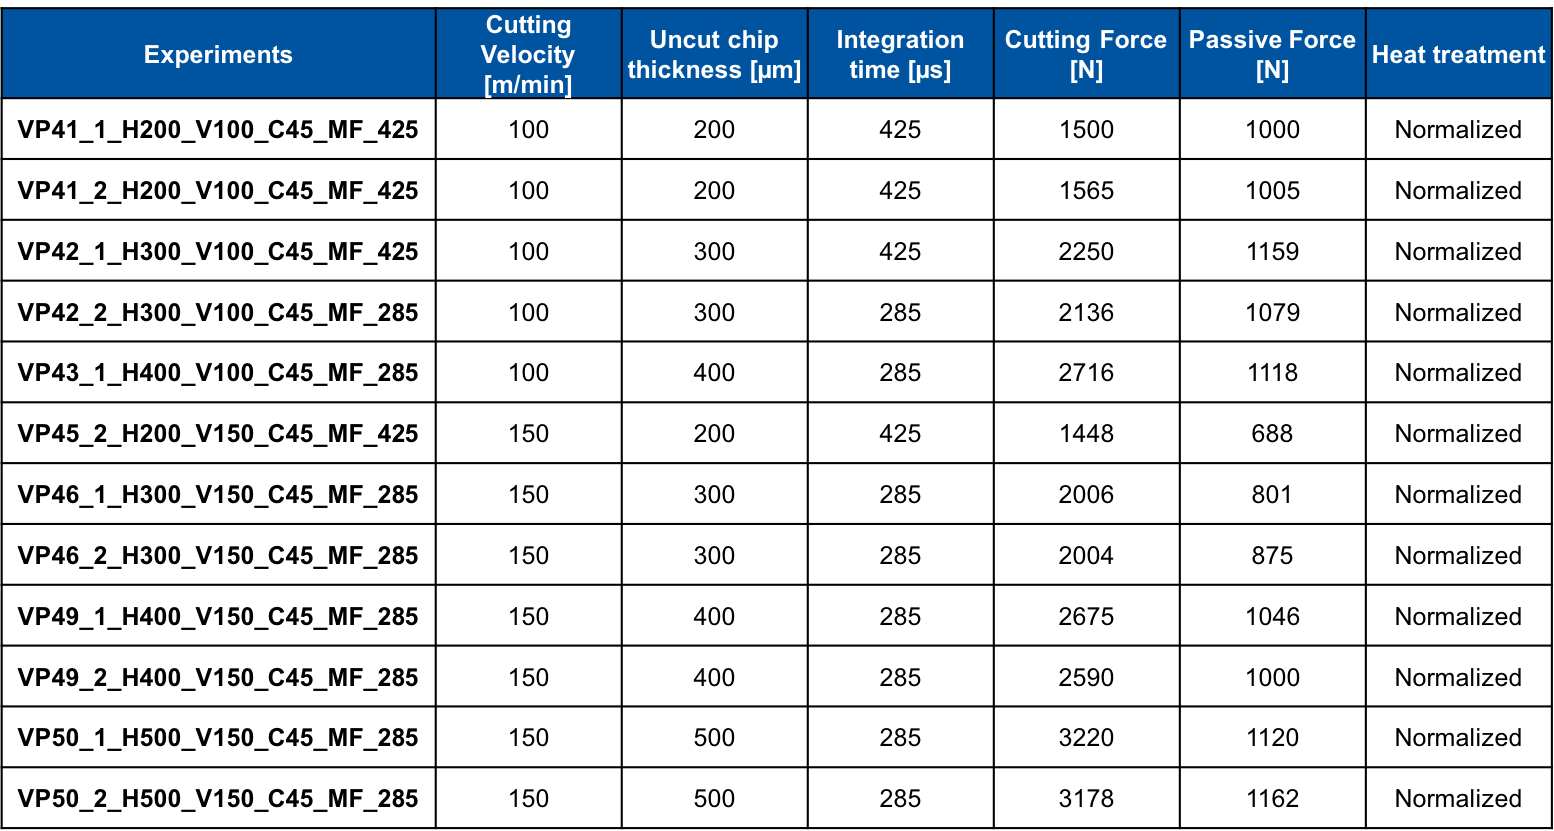 Experiments Cutting Velocity [m/min] Uncut chip thickness [µm] Integration time [µs] Cutting Force [N] Passive Force [N] Heat treatment
VP41_1_H200_V100_C45_MF_425 100 200 425 1500 1000 Normalized
VP41_2_H200_V100_C45_MF_425 100 200 425 1565 1005 Normalized
VP42_1_H300_V100_C45_MF_425 100 300 425 2250 1159 Normalized
VP42_2_H300_V100_C45_MF_285 100 300 285 2136 1079 Normalized
VP43_1_H400_V100_C45_MF_285 100 400 285 2716 1118 Normalized
VP45_2_H200_V150_C45_MF_425 150 200 425 1448 688 Normalized
VP46_1_H300_V150_C45_MF_285 150 300 285 2006 801 Normalized
VP46_2_H300_V150_C45_MF_285 150 300 285 2004 875 Normalized
VP49_1_H400_V150_C45_MF_285 150 400 285 2675 1046 Normalized
VP49_2_H400_V150_C45_MF_285 150 400 285 2590 1000 Normalized
VP50_1_H500_V150_C45_MF_285 150 500 285 3220 1120 Normalized
VP50_2_H500_V150_C45_MF_285 150 500 285 3178 1162 Normalized